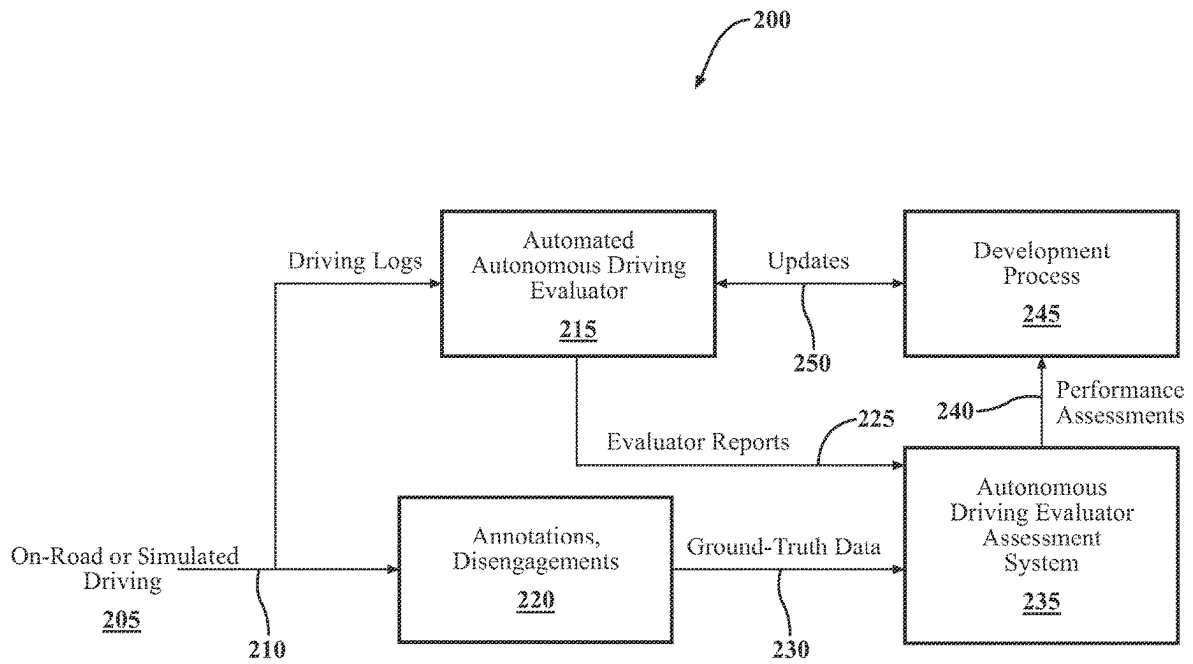 200
Driving Logs
Automated
Autonomous Driving
Evaluator
215
Updates
250
Development
Process
245
240
Performance
Assessments
225
Evaluator Reports
On-Road or Simulated
Driving
205
210
Annotations,
Disengagements
220
Ground-Truth Data
230
Autonomous
Driving Evaluator
Assessment
System
235